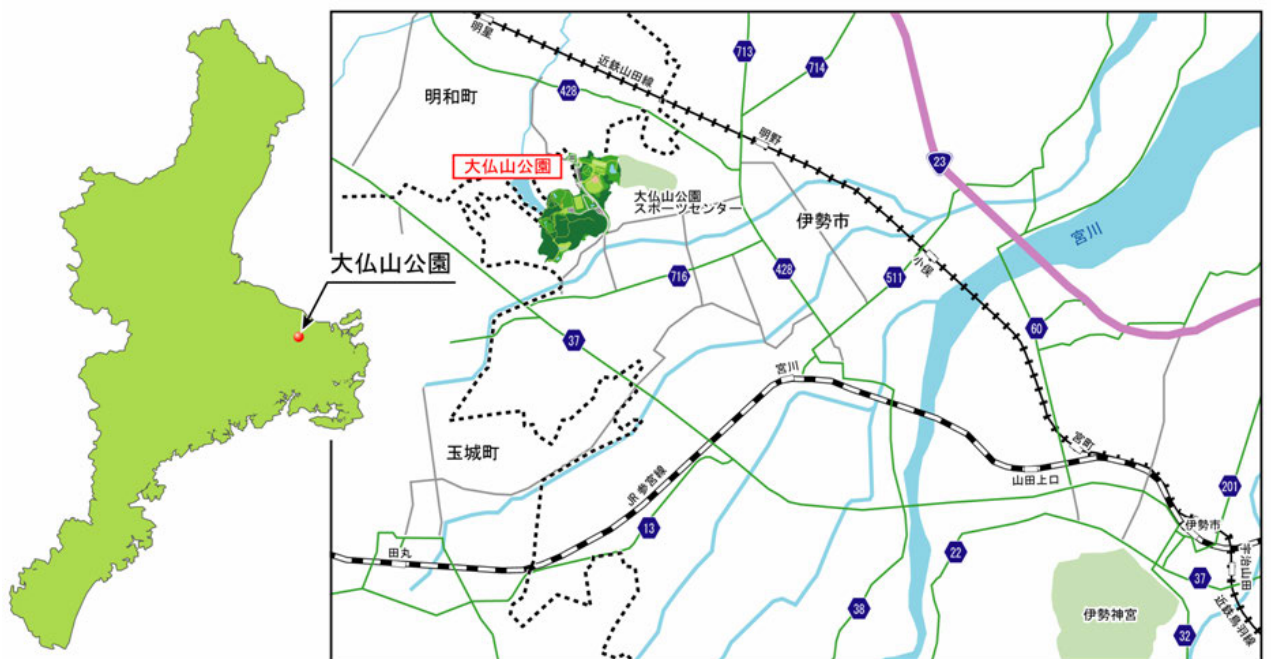 大仏山公園
明星
近鉄山田線
713
714
428
明和町
明野
大仏山公園
23
大仏山公園
スポーツセンター
伊勢市
宮川
小俣
716
428
511
37
60
宮川
玉城町
宮町
JR 参宮線
山田上口
201
13
伊勢市
田丸
22
宇治山田
37
38
伊勢神宮
近鉄鳥羽線
32